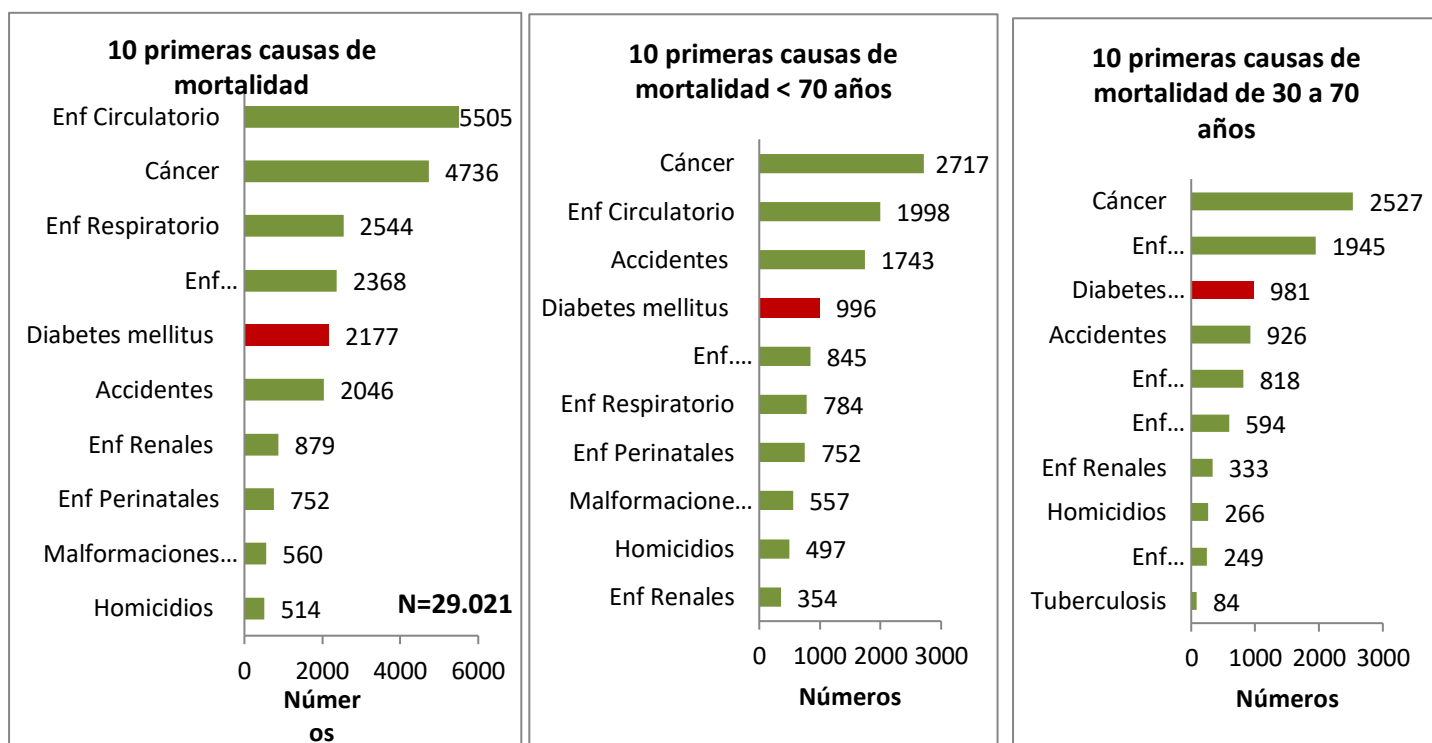 10 primeras causas de
mortalidad
Enf Circulatorio 5505
Cáncer 4736
Enf Respiratorio 2544
Enf... 2368
Diabetes mellitus 2177
Accidentes 2046
Enf Renales 879
Enf Perinatales 752
Malformaciones... 560
Homicidios 514
N=29.021
0 2000 4000 6000
Númer
os
10 primeras causas de
mortalidad < 70 años
Cáncer 2717
Enf Circulatorio 1998
Accidentes 1743
Diabetes mellitus 996
Enf.... 845
Enf Respiratorio 784
Enf Perinatales 752
Malformacione... 557
Homicidios 497
Enf Renales 354
0 1000 2000 3000
Números
10 primeras causas de
mortalidad de 30 a 70
años
Cáncer 2527
Enf... 1945
Diabetes... 981
Accidentes 926
Enf... 818
Enf... 594
Enf Renales 333
Homicidios 266
Enf... 249
Tuberculosis 84
0 1000 2000 3000
Números